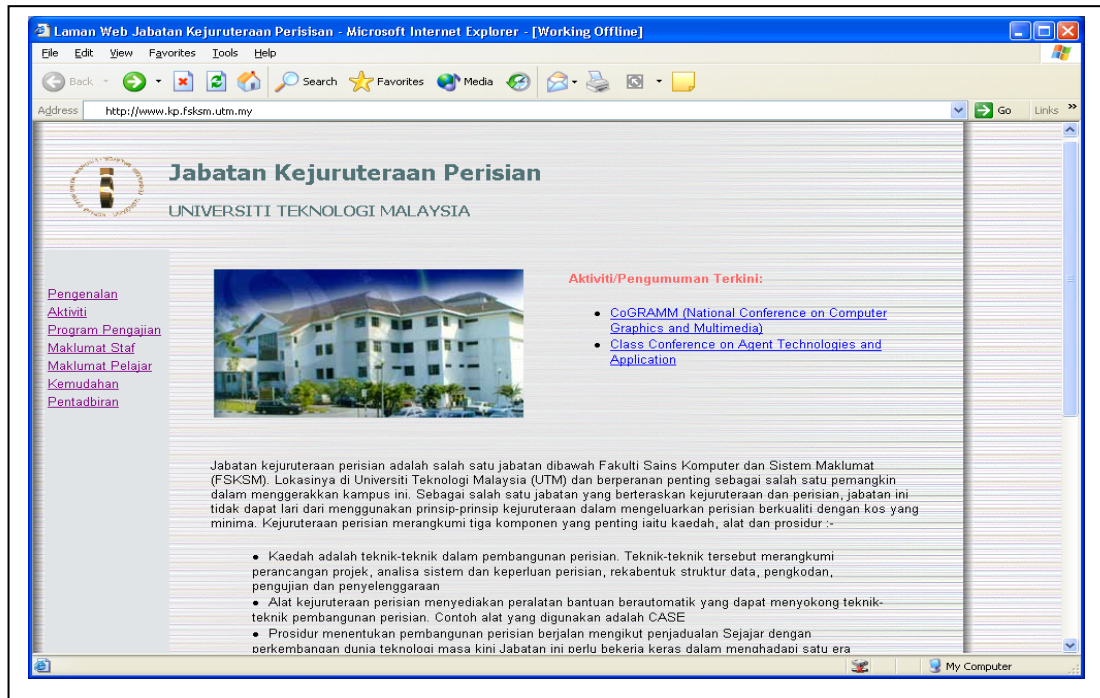 Laman Web Jabatan Kejuruteraan Perisisan - Microsoft Internet Explorer - [Working Offline]
File Edit View Favorites Tools Help
Back Search Favorites Media
Address http://www.kp.fsksm.utm.my Go Links »
Jabatan Kejuruteraan Perisian
UNIVERSITI TEKNOLOGI MALAYSIA
Pengenalan
Aktiviti
Program Pengajian
Maklumat Staf
Maklumat Pelajar
Kemudahan
Pentadbiran
Aktiviti/Pengumuman Terkini:
• CoGRAMM (National Conference on Computer
Graphics and Multimedia)
• Class Conference on Agent Technologies and
Application
Jabatan kejuruteraan perisian adalah salah satu jabatan dibawah Fakulti Sains Komputer dan Sistem Maklumat
(FSKSM). Lokasinya di Universiti Teknologi Malaysia (UTM) dan berperanan penting sebagai salah satu pemangkin
dalam menggerakkan kampus ini. Sebagai salah satu jabatan yang berteraskan kejuruteraan dan perisian, jabatan ini
tidak dapat lari dari menggunakan prinsip-prinsip kejuruteraan dalam mengeluarkan perisian berkualiti dengan kos yang
minima. Kejuruteraan perisian merangkumi tiga komponen yang penting iaitu kaedah, alat dan prosidur :-
• Kaedah adalah teknik-teknik dalam pembangunan perisian. Teknik-teknik tersebut merangkumi
perancangan projek, analisa sistem dan keperluan perisian, rekabentuk struktur data, pengkodan,
pengujian dan penyelenggaraan
• Alat kejuruteraan perisian menyediakan peralatan bantuan berautomatik yang dapat menyokong teknik-
teknik pembangunan perisian. Contoh alat yang digunakan adalah CASE
• Prosidur menentukan pembangunan perisian berjalan mengikut penjadualan Sejajar dengan
perkembangan dunia teknologi masa kini Jabatan ini perlu bekerja keras dalam menghadapi satu era
My Computer